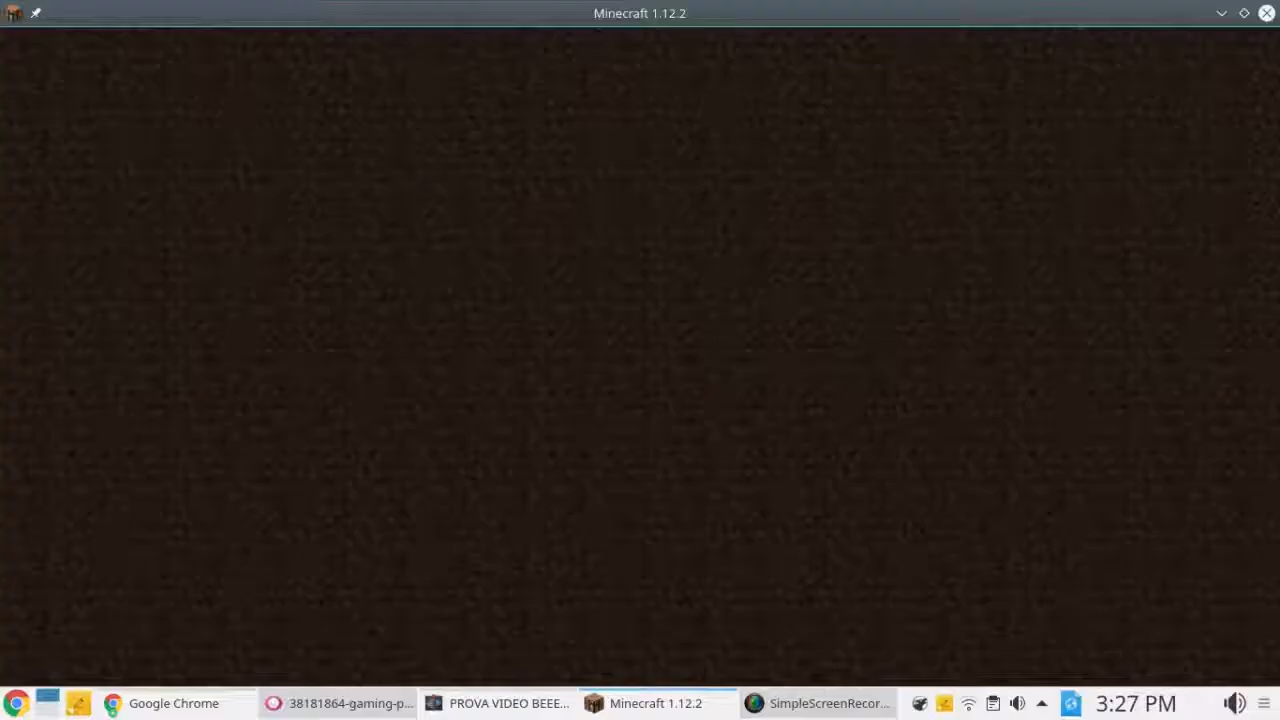 Minecraft 1.12.2
Google Chrome
38181864-gaming-p...
PROVA VIDEO BEEE...
Minecraft 1.12.2
SimpleScreenRecor...
3:27 PM